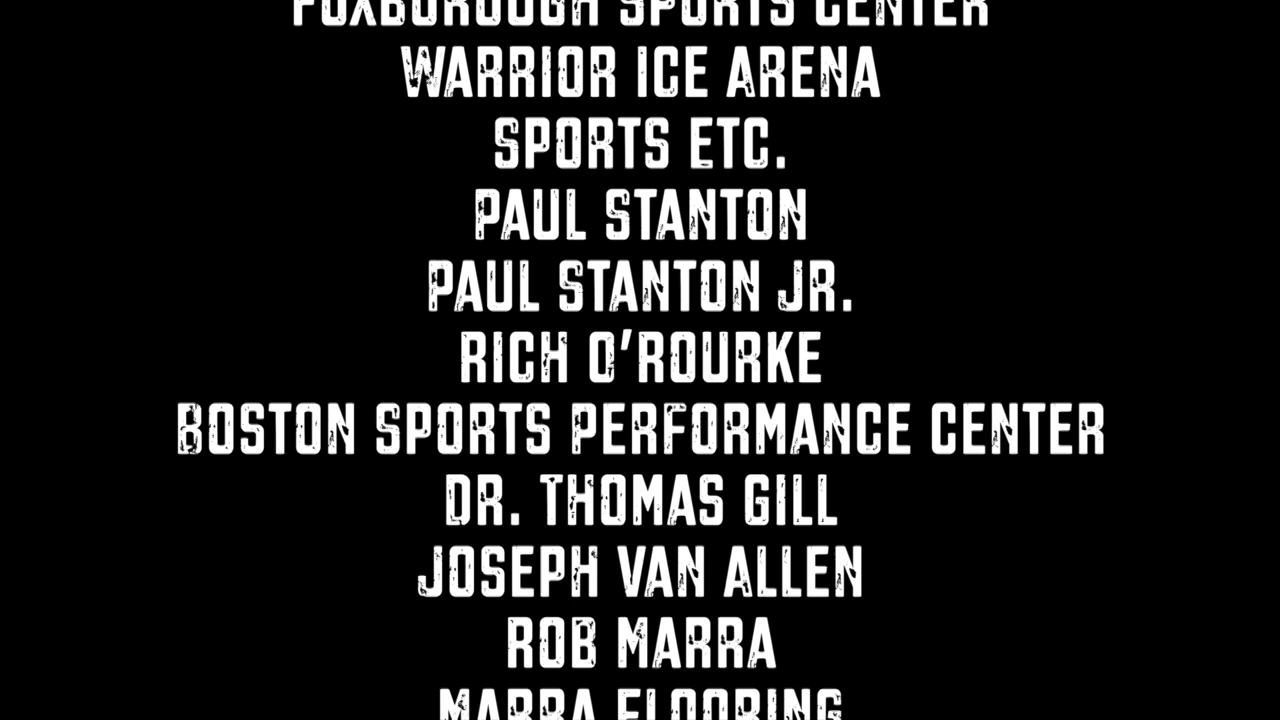 FOXBOROUGH SPORTS CENTER
WARRIOR ICE ARENA
SPORTS ETC.
PAUL STANTON
PAUL STANTON JR.
RICH O'ROURKE
BOSTON SPORTS PERFORMANCE CENTER
DR. THOMAS GILL
JOSEPH VAN ALLEN
ROB MARRA
MARRA FLOORING